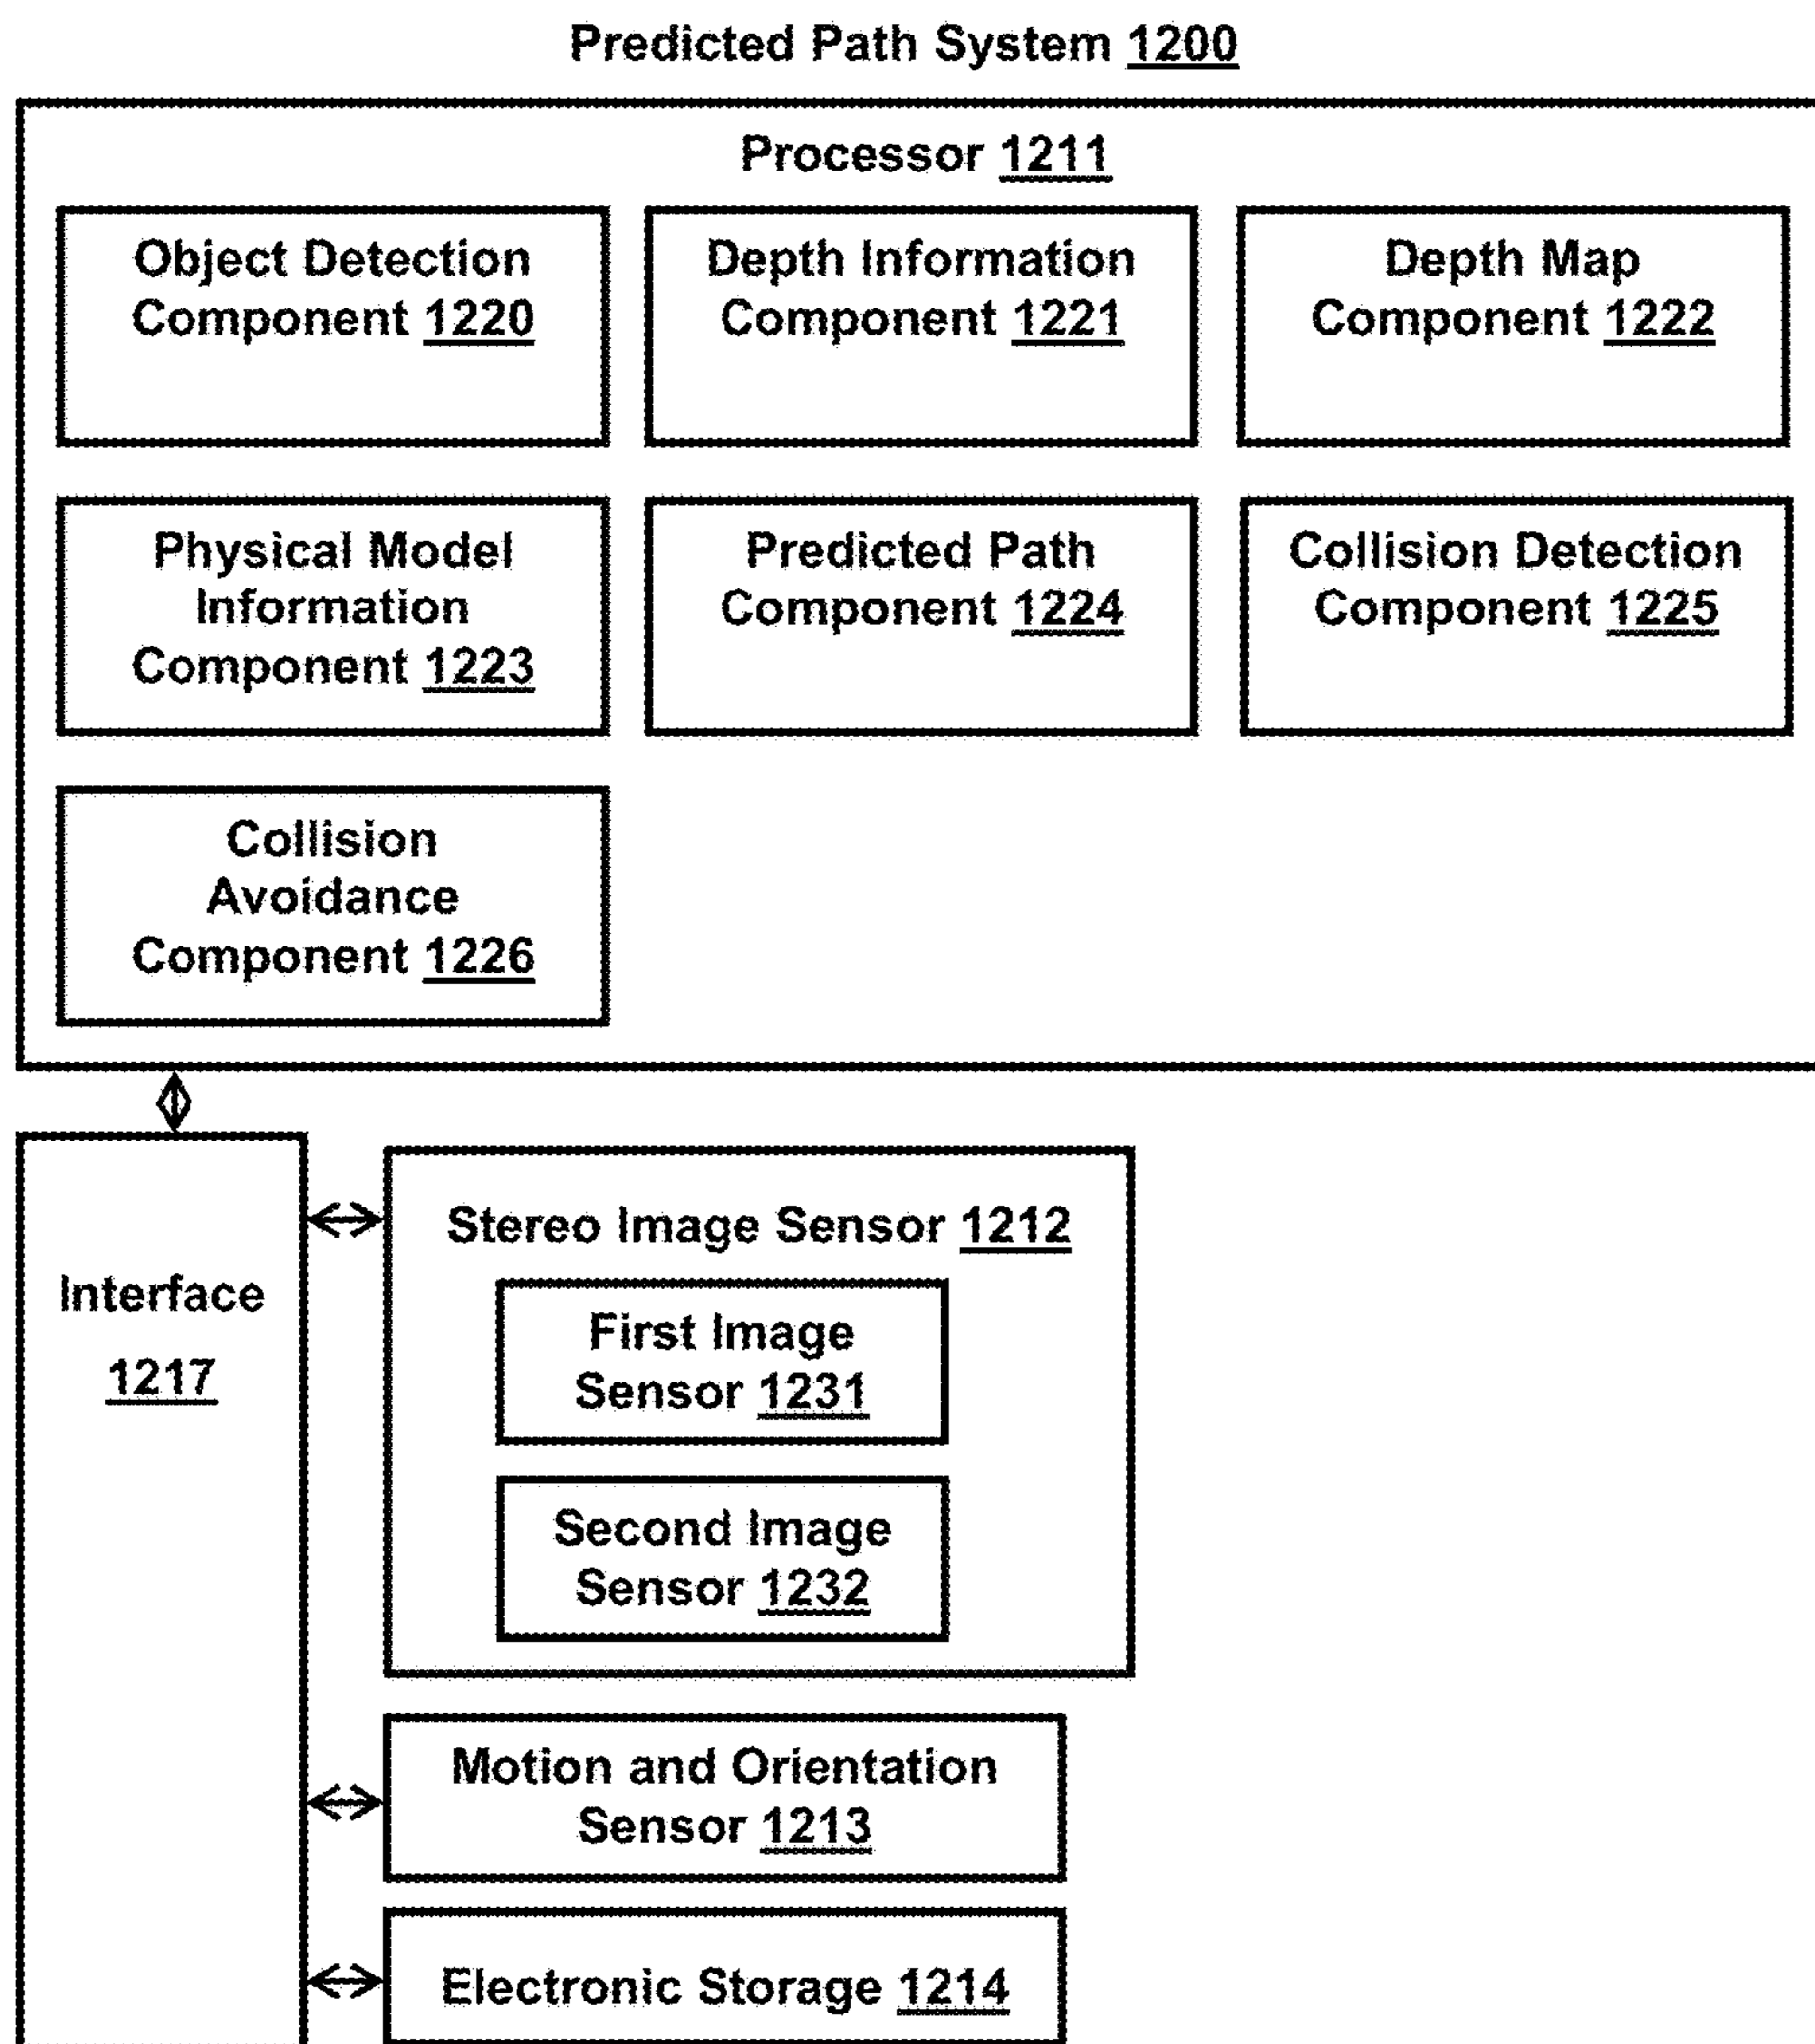 Predicted Path System 1200
Processor 1211
Object Detection
Component 1220
Depth Information
Component 1221
Depth Map
Component 1222
Physical Model
Information
Component 1223
Predicted Path
Component 1224
Collision Detection
Component 1225
Collision
Avoidance
Component 1226
Interface
1217
Stereo Image Sensor 1212
First Image
Sensor 1231
Second Image
Sensor 1232
Motion and Orientation
Sensor 1213
Electronic Storage 1214